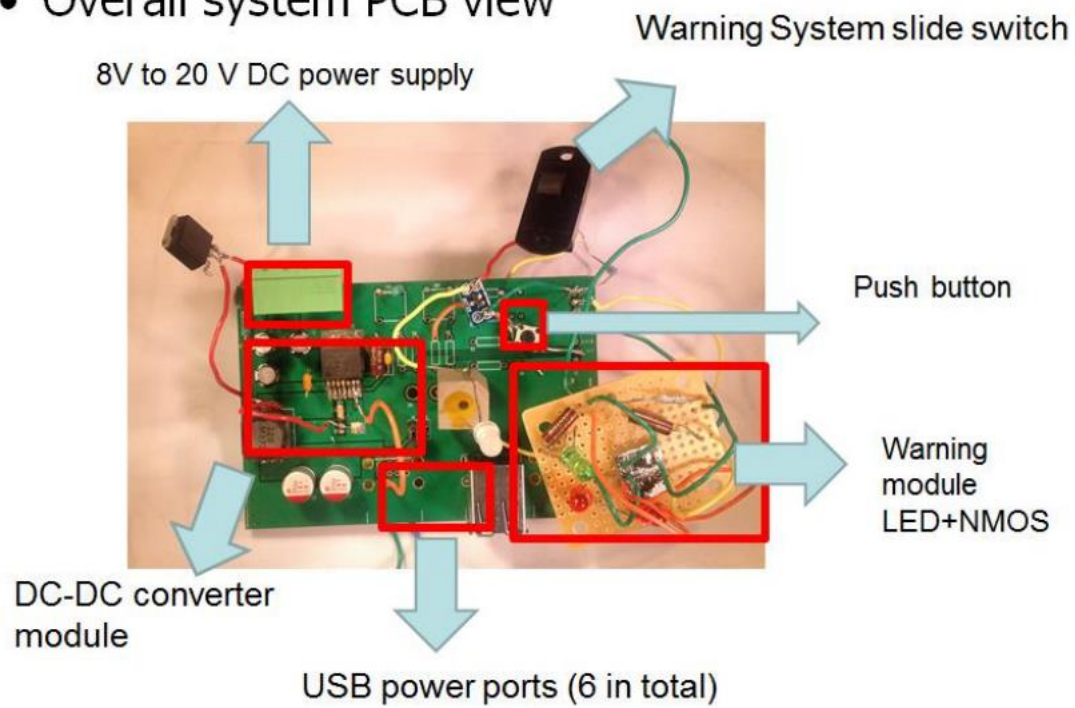 • Overall system PCB view
Warning System slide switch
8V to 20 V DC power supply
Push button
Warning
module
LED+NMOS
DC-DC converter
module
USB power ports (6 in total)